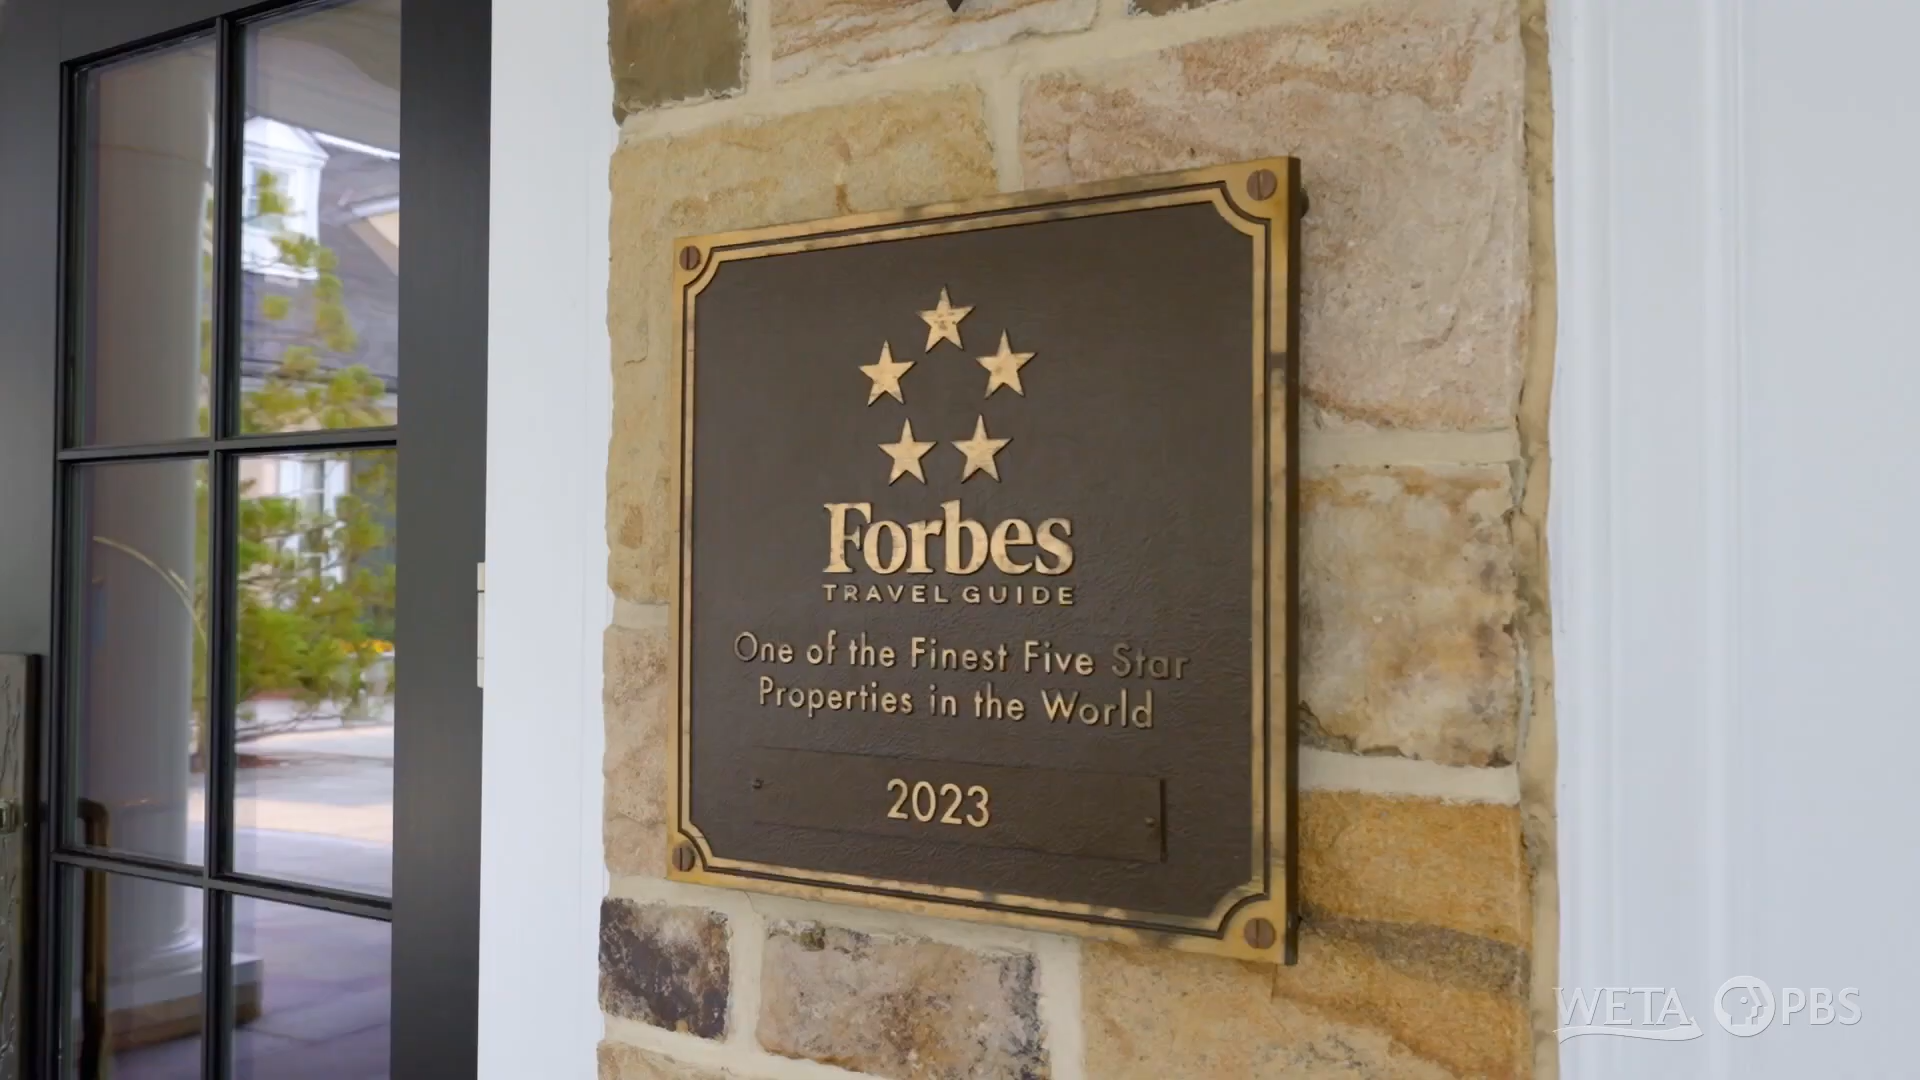 Forbes
TRAVEL GUIDE
One of the Finest Five Star
Properties in the World
2023
WETA PBS